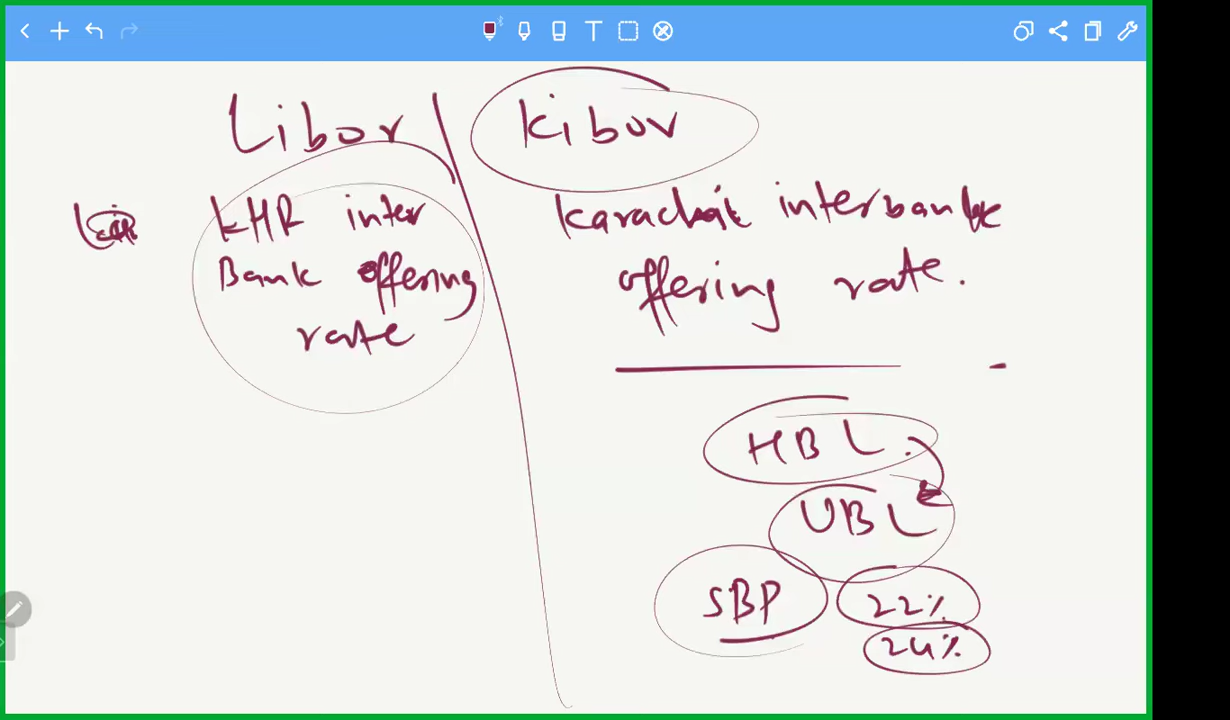 Libor
KHR inter
Bank offering
rate
Kibor
Karachi interbank
offering rate.
HBL
UBL
SBP 22%
24%